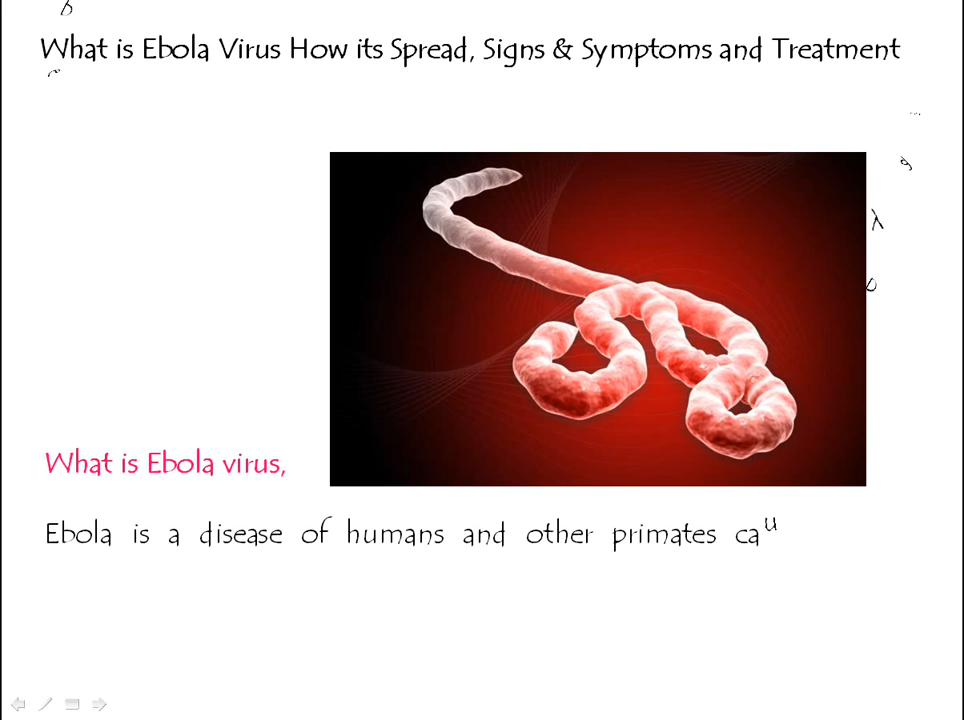 What is Ebola Virus How its Spread, Signs & Symptoms and Treatment
What is Ebola virus,
Ebola is a disease of humans and other primates cau